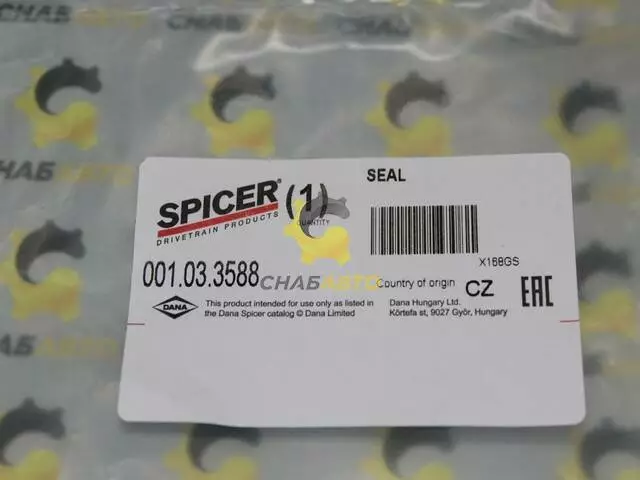 SEAL
SPICER®
(1)
DRIVETRAIN PRODUCTS
QUANTITY
X168GS
001.03.3588
СНАБАВТО
Country of origin CZ
EAC
DANA
This product intended for use only as listed in
the Dana Spicer catalog © Dana Limited
Dana Hungary Ltd.
Körtefa st, 9027 Győr, Hungary